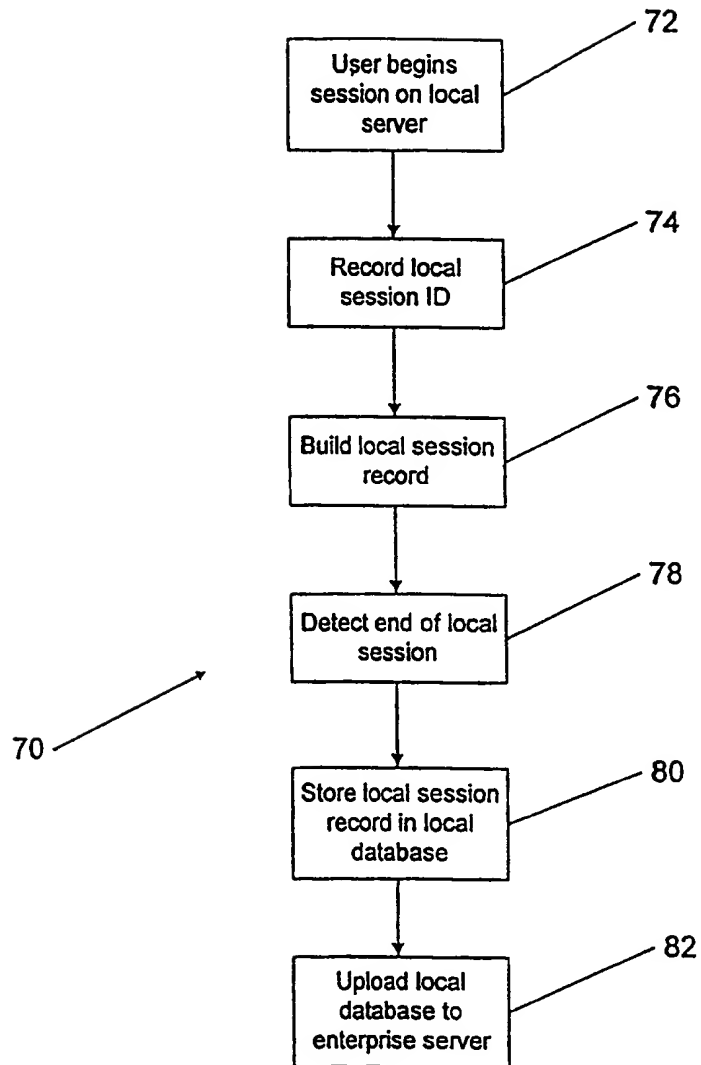 72
User begins
session on local
server
74
Record local
session ID
76
Build local session
record
78
Detect end of local
session
70
80
Store local session
record in local
database
82
Upload local
database to
enterprise server